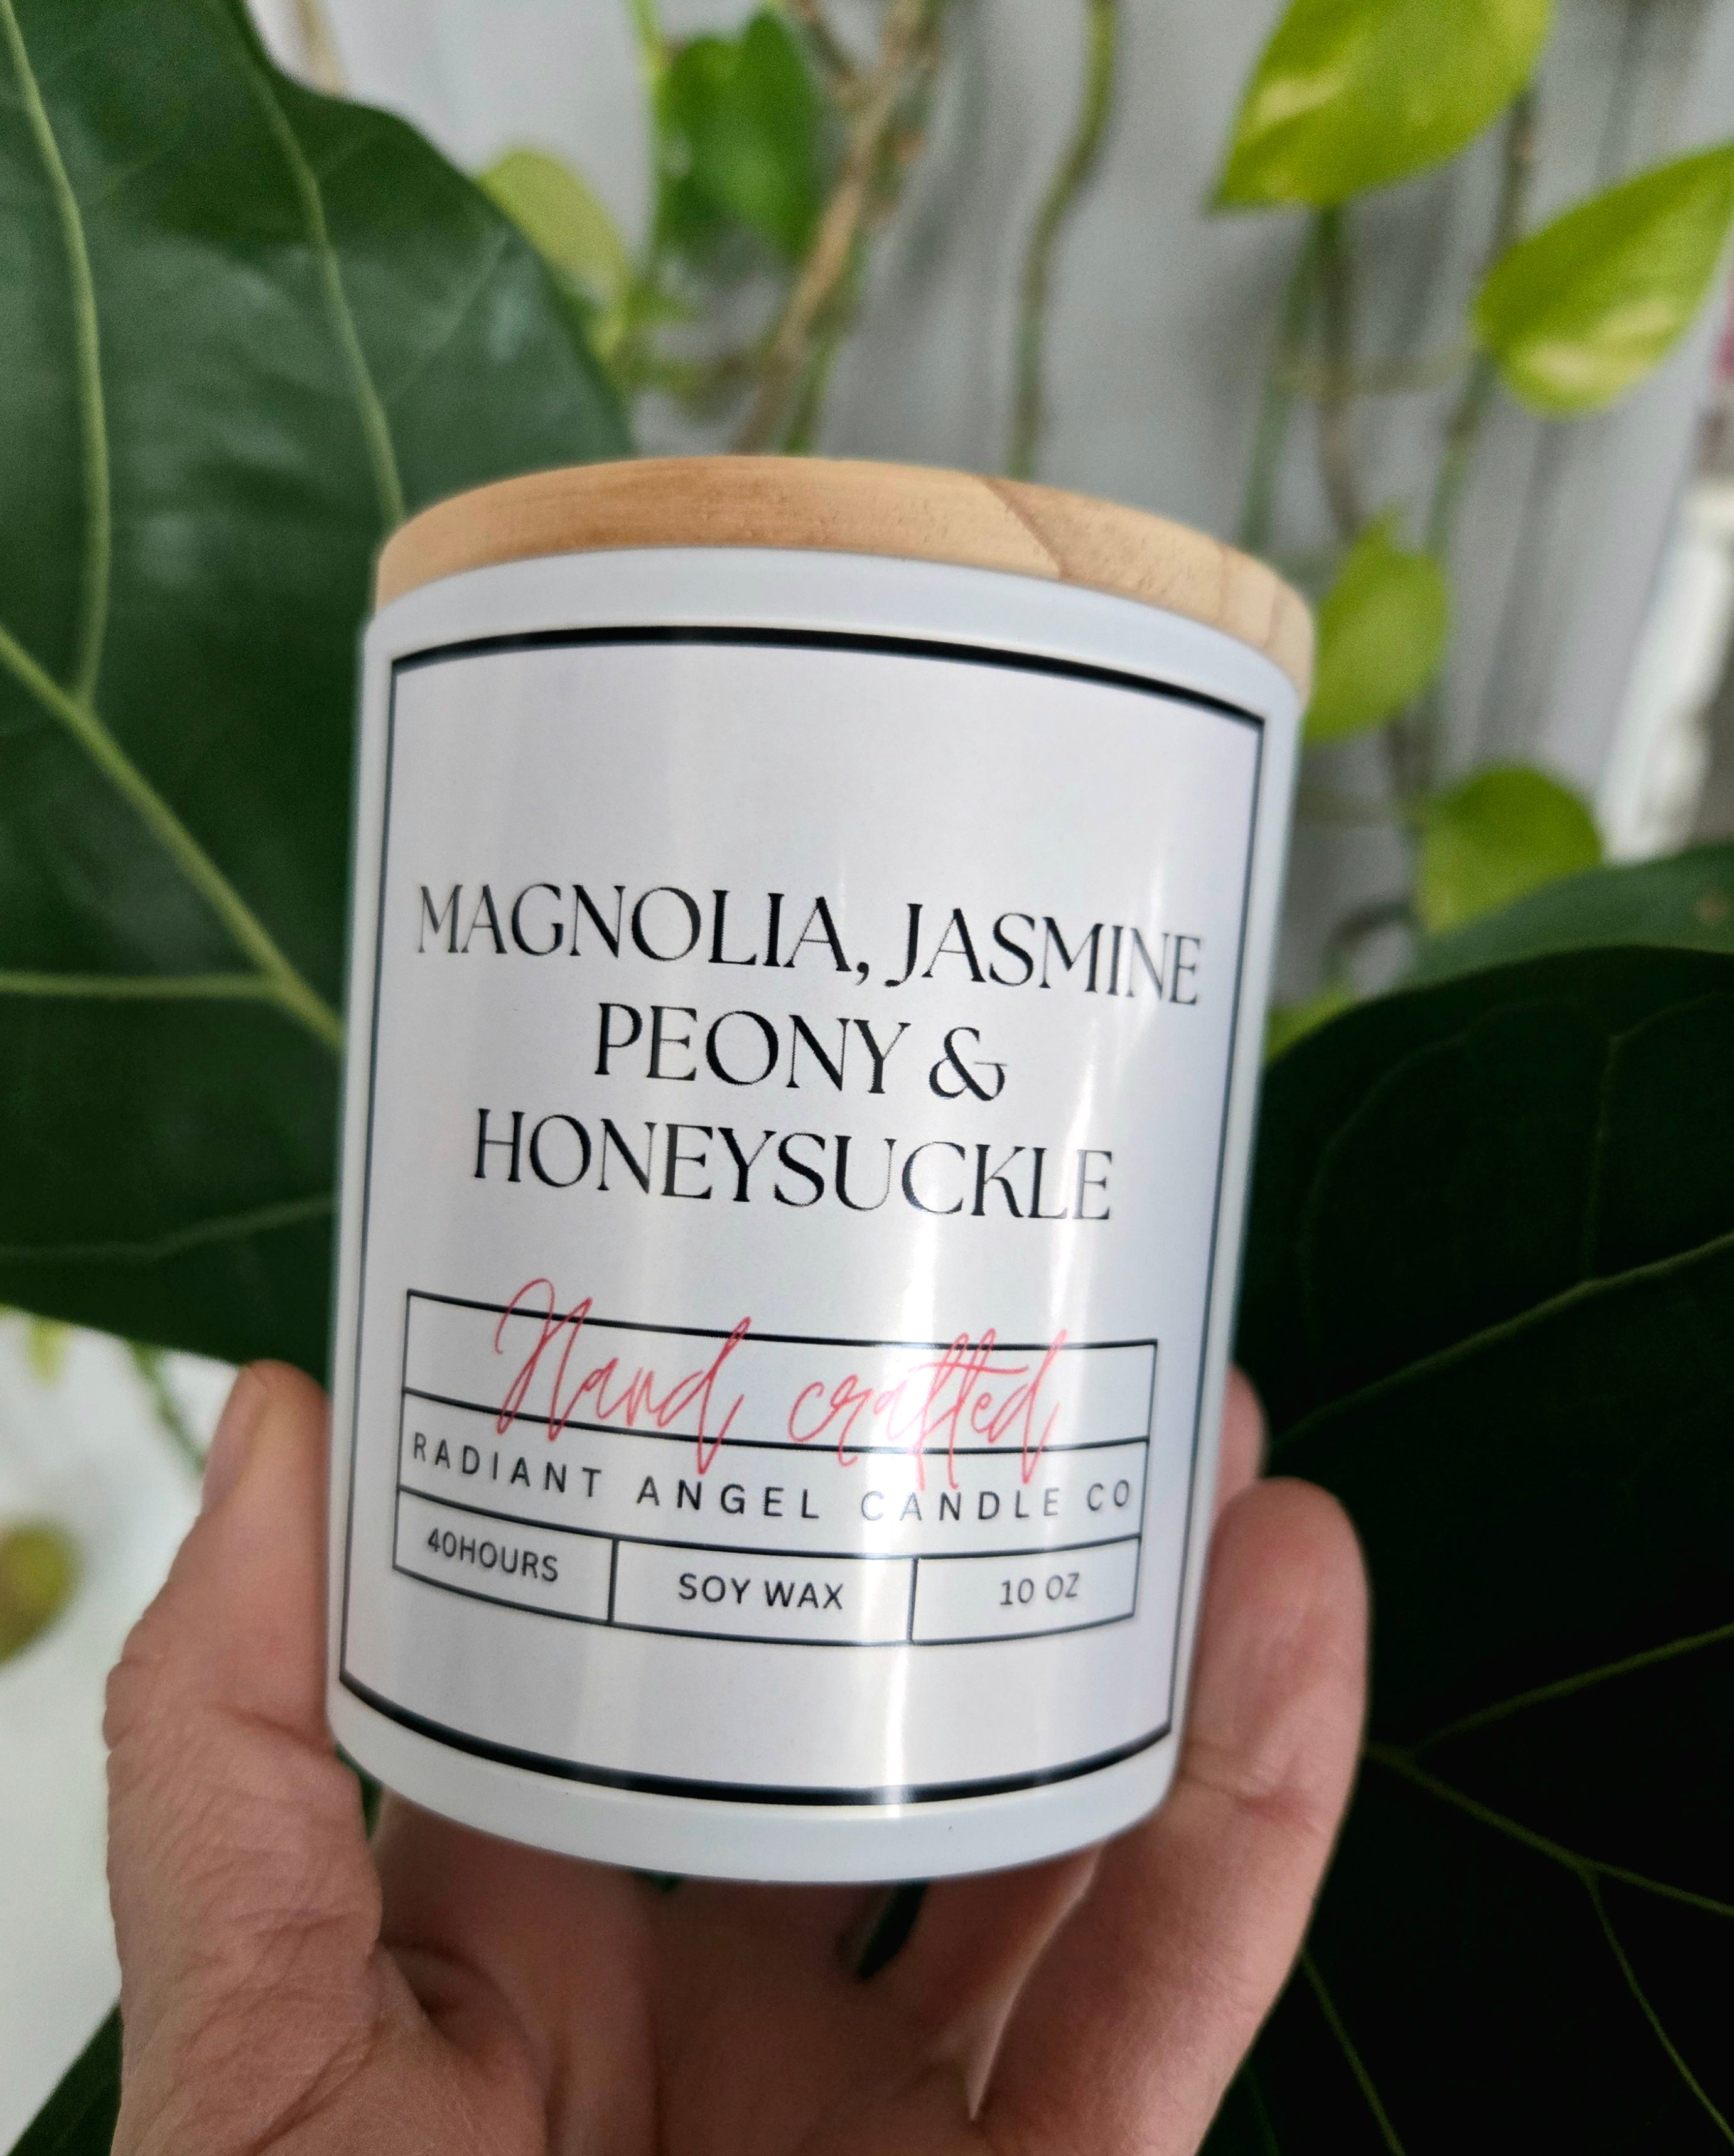 MAGNOLIA, JASMINE
PEONY &
HONEYSUCKLE
Hand crafted
RADIANT ANGEL CANDLE CO
40HOURS
SOY WAX
10 OZ